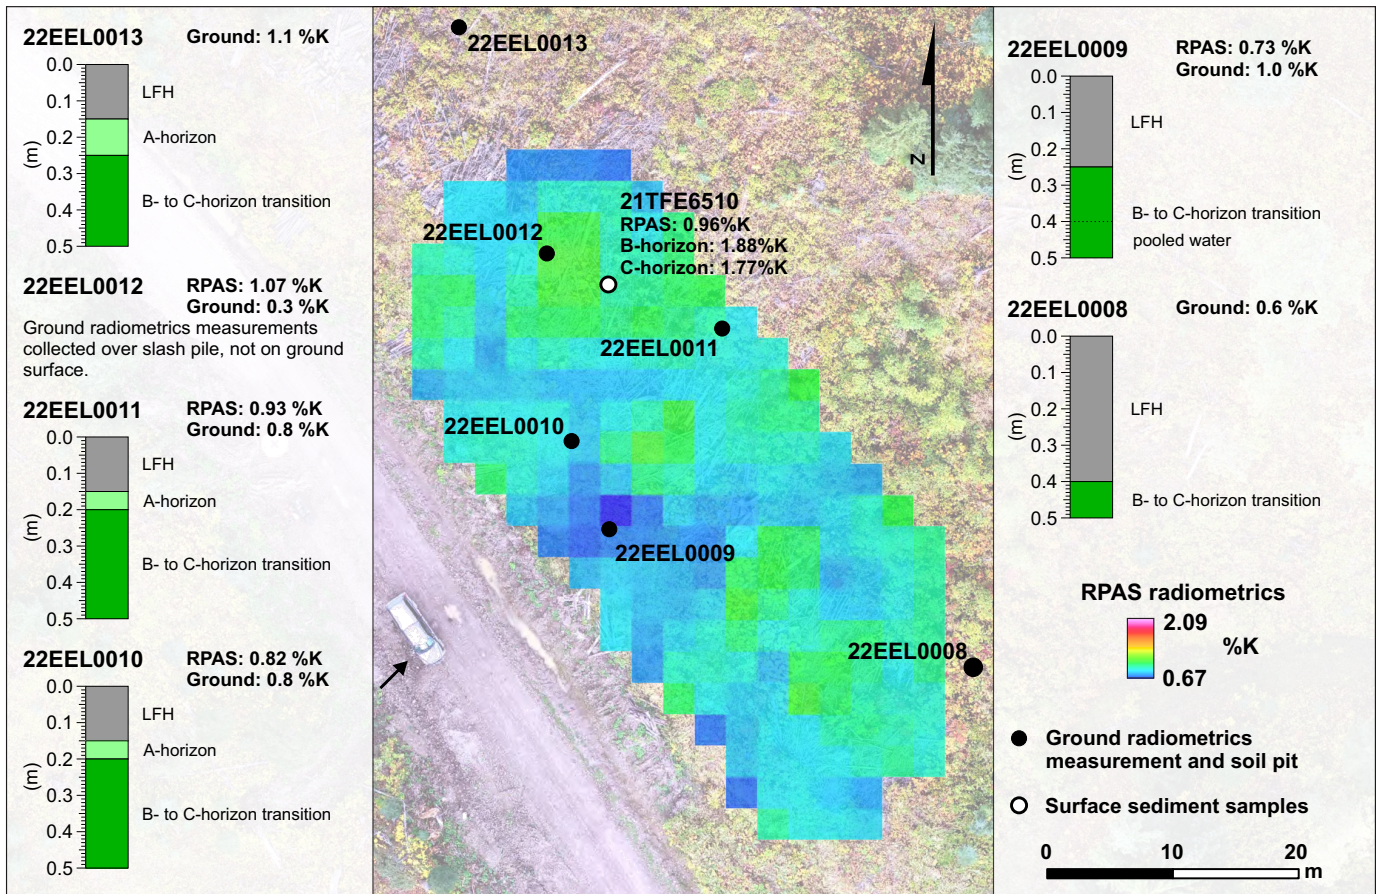 22EEL0013
Ground: 1.1 %K
0.0
0.1
0.2
0.3
0.4
0.5
(m)
LFH
A-horizon
B- to C-horizon transition
22EEL0012
RPAS: 1.07 %K
Ground: 0.3 %K
Ground radiometrics measurements
collected over slash pile, not on ground
surface.
22EEL0011
RPAS: 0.93 %K
Ground: 0.8 %K
0.0
0.1
0.2
0.3
0.4
0.5
(m)
LFH
A-horizon
B- to C-horizon transition
22EEL0010
RPAS: 0.82 %K
Ground: 0.8 %K
0.0
0.1
0.2
0.3
0.4
0.5
(m)
LFH
A-horizon
B- to C-horizon transition
22EEL0013
N
21TFE6510
RPAS: 0.96%K
B-horizon: 1.88%K
C-horizon: 1.77%K
22EEL0012
22EEL0011
22EEL0010
22EEL0009
22EEL0008
22EEL0009
RPAS: 0.73 %K
Ground: 1.0 %K
0.0
0.1
0.2
0.3
0.4
0.5
(m)
LFH
B- to C-horizon transition
pooled water
22EEL0008
Ground: 0.6 %K
0.0
0.1
0.2
0.3
0.4
0.5
(m)
LFH
B- to C-horizon transition
RPAS radiometrics
2.09
%K
0.67
Ground radiometrics
measurement and soil pit
Surface sediment samples
0 10 20
m